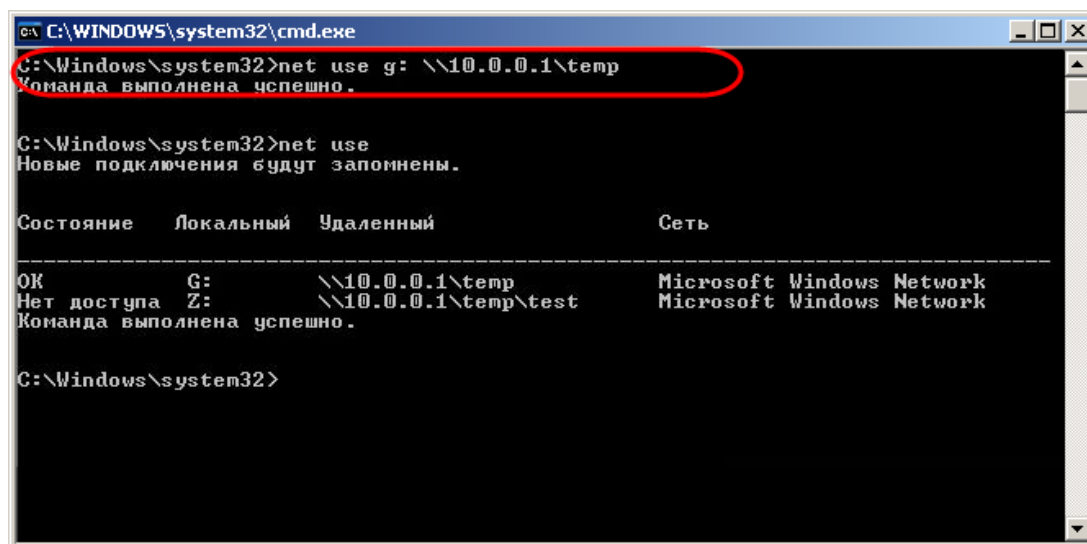 C:\WINDOWS\system32\cmd.exe
C:\Windows\system32>net use g: \\10.0.0.1\temp
Команда выполнена успешно.
C:\Windows\system32>net use
Новые подключения будут запомнены.
Состояние Локальный Удаленный Сеть
OK G: \\10.0.0.1\temp Microsoft Windows Network
Нет доступа Z: \\10.0.0.1\temp\test Microsoft Windows Network
Команда выполнена успешно.
C:\Windows\system32>